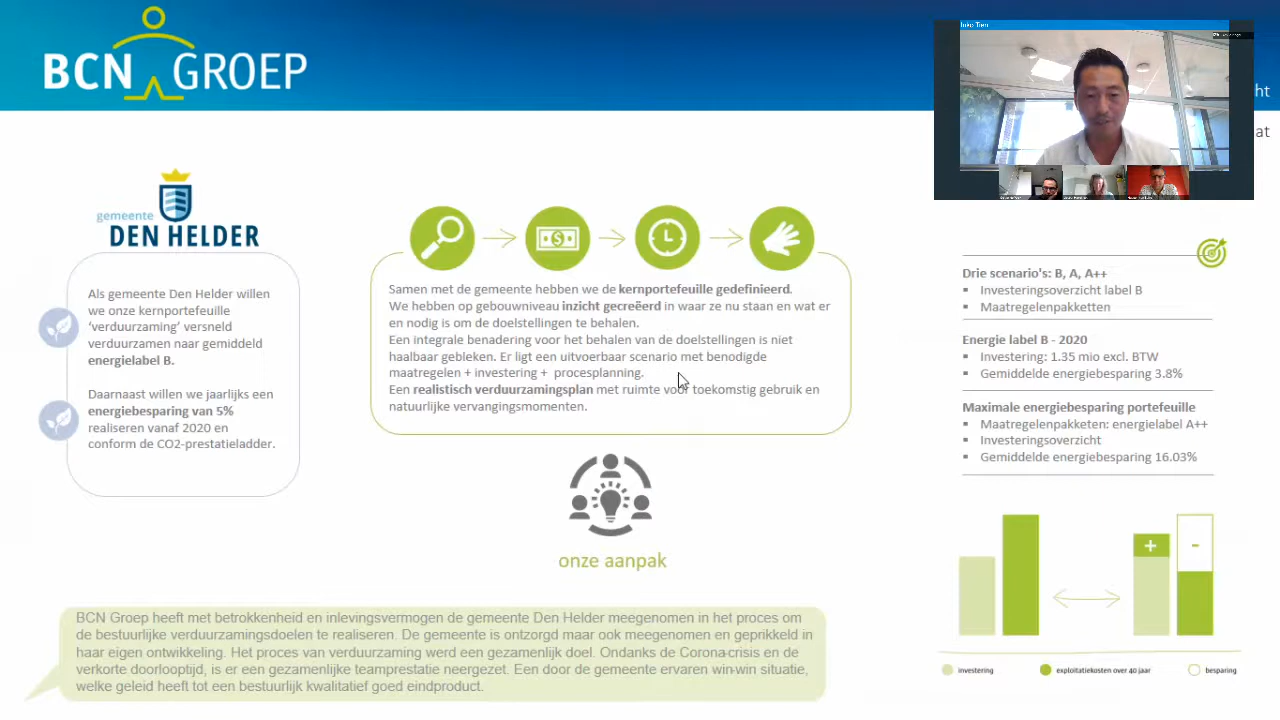 BCN GROEP
Inko Tien
ht
at
gemeente
DEN HELDER
Als gemeente Den Helder willen
we onze kernportefeuille
‘verduurzaming’ versneld
verduurzamen naar gemiddeld
energielabel B.
Daarnaast willen we jaarlijks een
energiebesparing van 5%
realiseren vanaf 2020 en
conform de CO2-prestatieladder.
Samen met de gemeente hebben we de kernportefeuille gedefinieerd.
We hebben op gebouwniveau inzicht gecreëerd in waar ze nu staan en wat er
er en nodig is om de doelstellingen te behalen.
Een integrale benadering voor het behalen van de doelstellingen is niet
haalbaar gebleken. Er ligt een uitvoerbaar scenario met benodigde
maatregelen + investering + procesplanning.
Een realistisch verduurzamingsplan met ruimte voor toekomstig gebruik en
natuurlijke vervangingsmomenten.
onze aanpak
Drie scenario's: B, A, A++
▪ Investeringsoverzicht label B
▪ Maatregelenpakketten
Energie label B - 2020
▪ Investering: 1.35 mio excl. BTW
▪ Gemiddelde energiebesparing 3.8%
Maximale energiebesparing portefeuille
▪ Maatregelenpakketen: energielabel A++
▪ Investeringsoverzicht
▪ Gemiddelde energiebesparing 16.03%
+ -
investering exploitatiekosten over 40 jaar besparing
BCN Groep heeft met betrokkenheid en inlevingsvermogen de gemeente Den Helder meegenomen in het proces om
de bestuurlijke verduurzamingsdoelen te realiseren. De gemeente is ontzorgd maar ook meegenomen en geprikkeld in
haar eigen ontwikkeling. Het proces van verduurzaming werd een gezamenlijk doel. Ondanks de Corona-crisis en de
verkorte doorlooptijd, is er een gezamenlijke teamprestatie neergezet. Een door de gemeente ervaren win-win situatie,
welke geleid heeft tot een bestuurlijk kwalitatief goed eindproduct.